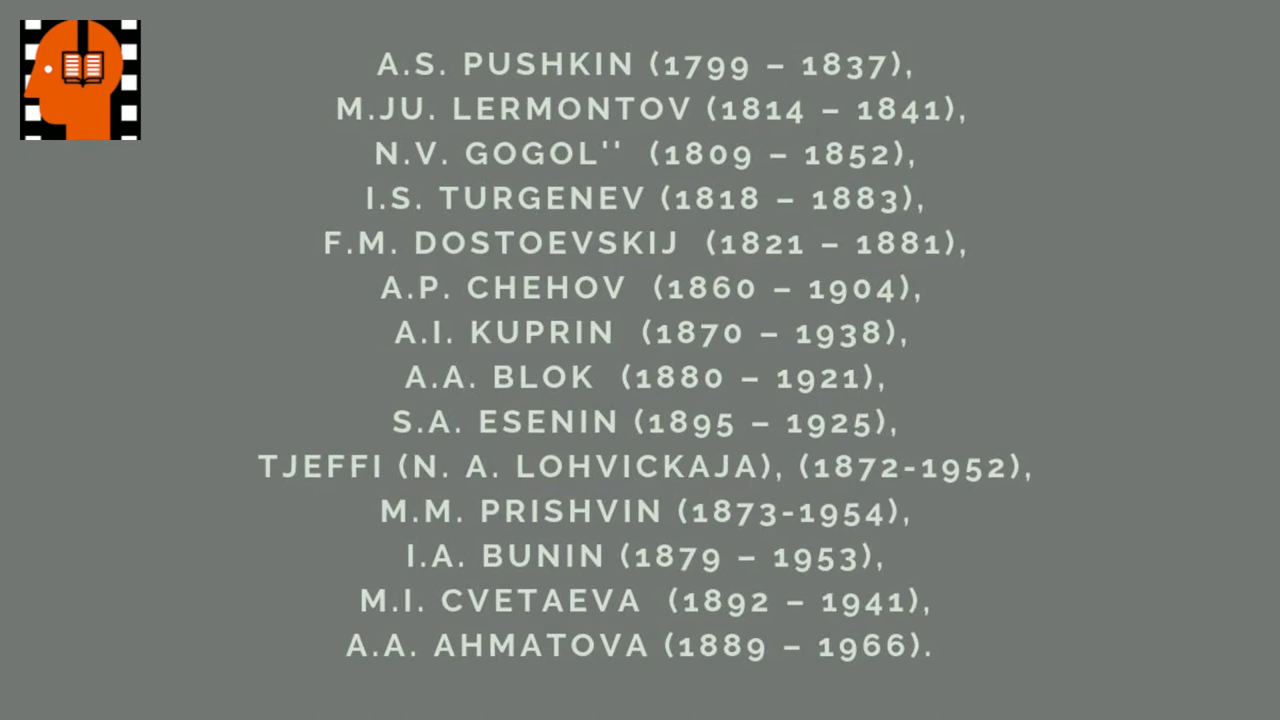 A.S. PUSHKIN (1799 – 1837),
M.JU. LERMONTOV (1814 – 1841),
N.V. GOGOL'' (1809 – 1852),
I.S. TURGENEV (1818 – 1883),
F.M. DOSTOEVSKIJ (1821 – 1881),
A.P. CHEHOV (1860 – 1904),
A.I. KUPRIN (1870 – 1938),
A.A. BLOK (1880 – 1921),
S.A. ESENIN (1895 – 1925),
TJEFFI (N. A. LOHVICKAJA), (1872-1952),
M.M. PRISHVIN (1873-1954),
I.A. BUNIN (1879 – 1953),
M.I. CVETAEVA (1892 – 1941),
A.A. AHMATOVA (1889 – 1966).